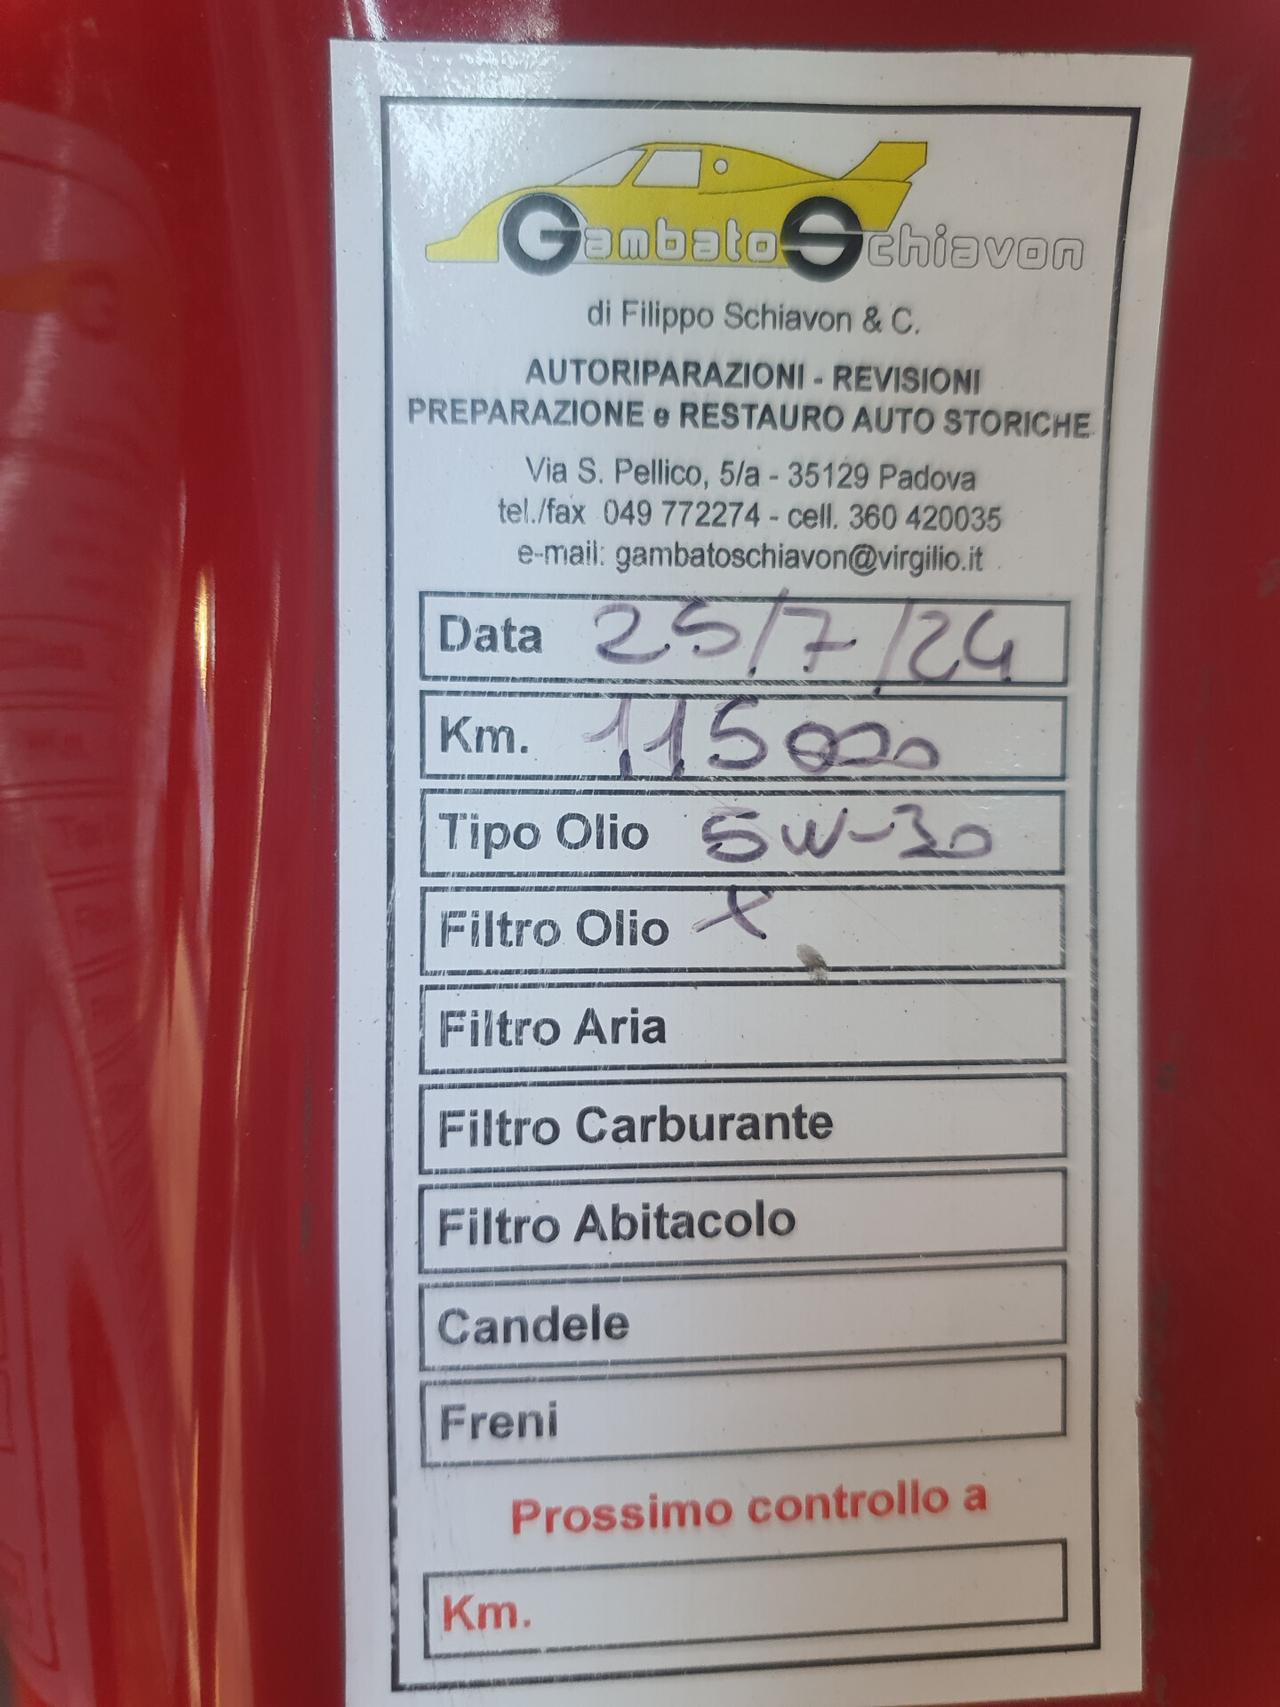 Gambato Schiavon
di Filippo Schiavon & C.
AUTORIPARAZIONI - REVISIONI
PREPARAZIONE e RESTAURO AUTO STORICHE
Via S. Pellico, 5/a - 35129 Padova
tel./fax 049 772274 - cell. 360 420035
e-mail: gambatoschiavon@virgilio.it
Data 25/7/24
Km. 115000
Tipo Olio 5W-30
Filtro Olio X
Filtro Aria
Filtro Carburante
Filtro Abitacolo
Candele
Freni
Prossimo controllo a
Km.